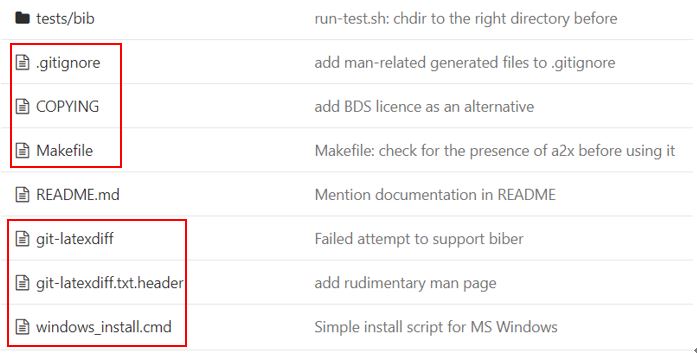 tests/bib run-test.sh: chdir to the right directory before
.gitignore add man-related generated files to .gitignore
COPYING add BDS licence as an alternative
Makefile Makefile: check for the presence of a2x before using it
README.md Mention documentation in README
git-latexdiff Failed attempt to support biber
git-latexdiff.txt.header add rudimentary man page
windows_install.cmd Simple install script for MS Windows